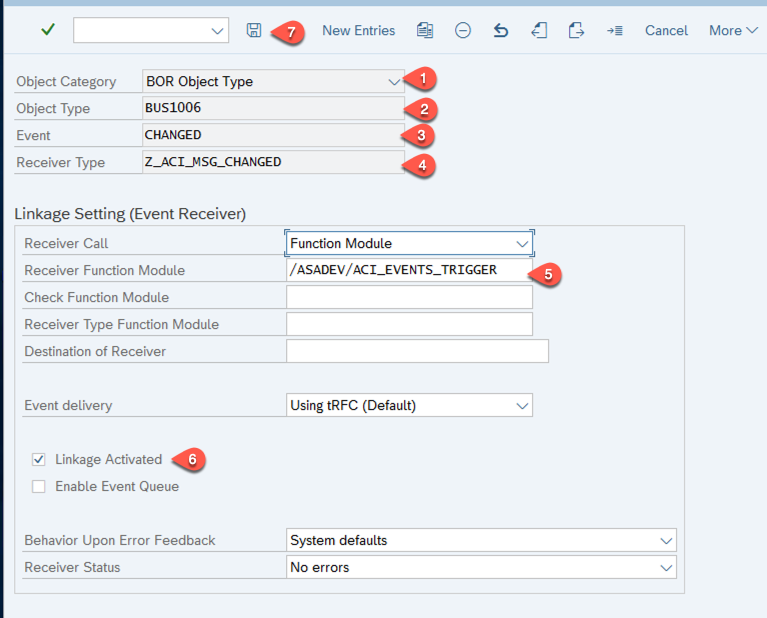 7 New Entries Cancel More
Object Category BOR Object Type 1
Object Type BUS1006 2
Event CHANGED 3
Receiver Type Z_ACI_MSG_CHANGED 4
Linkage Setting (Event Receiver)
Receiver Call Function Module
Receiver Function Module /ASADEV/ACI_EVENTS_TRIGGER 5
Check Function Module
Receiver Type Function Module
Destination of Receiver
Event delivery Using tRFC (Default)
Linkage Activated 6
Enable Event Queue
Behavior Upon Error Feedback System defaults
Receiver Status No errors